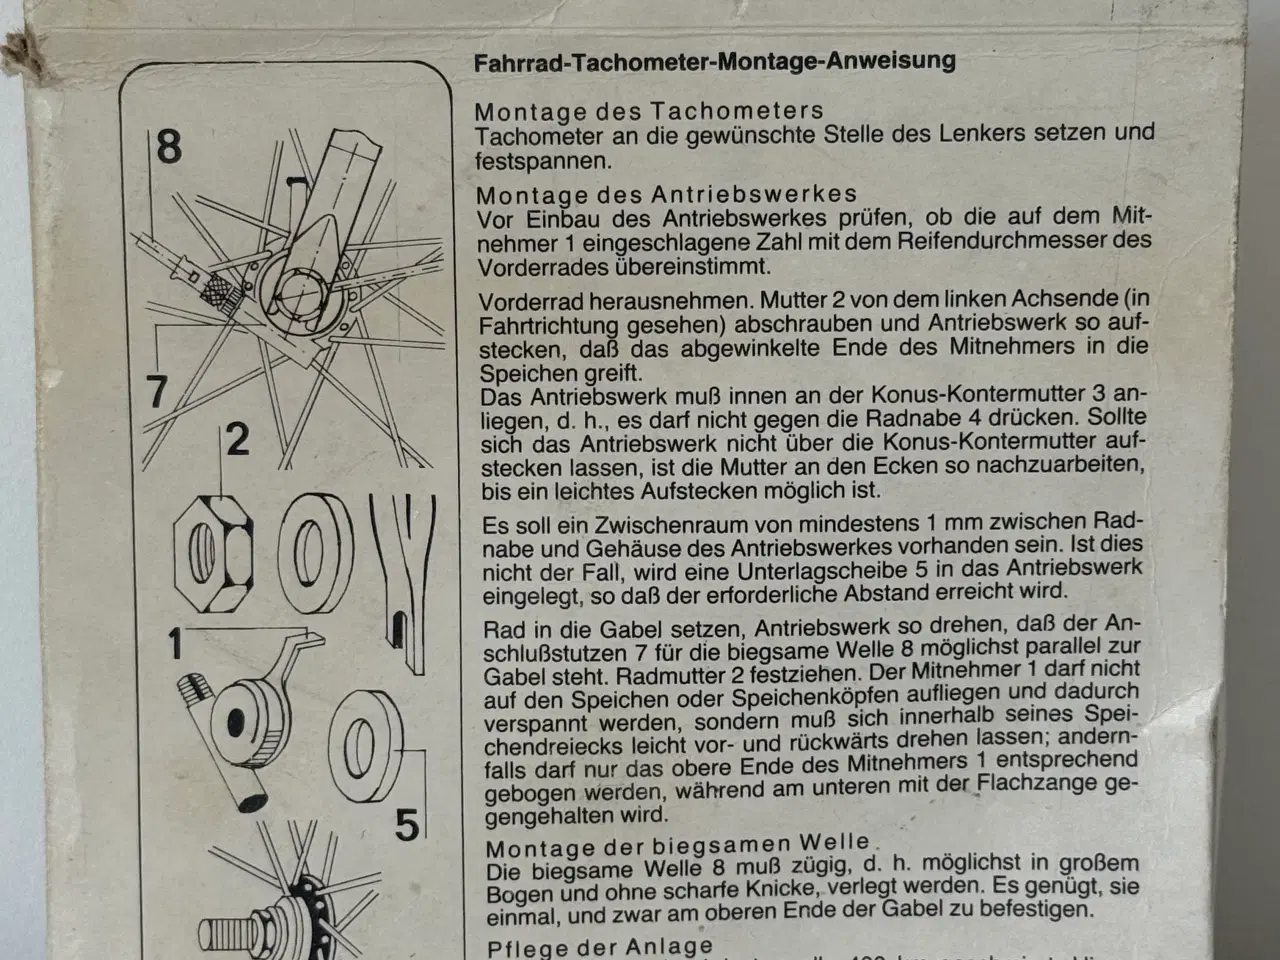 Fahrrad-Tachometer-Montage-Anweisung
Montage des Tachometers
Tachometer an die gewünschte Stelle des Lenkers setzen und
festspannen.
Montage des Antriebswerkes
Vor Einbau des Antriebswerkes prüfen, ob die auf dem Mit-
nehmer 1 eingeschlagene Zahl mit dem Reifendurchmesser des
Vorderrades übereinstimmt.
Vorderrad herausnehmen. Mutter 2 von dem linken Achsende (in
Fahrtrichtung gesehen) abschrauben und Antriebswerk so auf-
stecken, daß das abgewinkelte Ende des Mitnehmers in die
Speichen greift.
Das Antriebswerk muß innen an der Konus-Kontermutter 3 an-
liegen, d. h., es darf nicht gegen die Radnabe 4 drücken. Sollte
sich das Antriebswerk nicht über die Konus-Kontermutter auf-
stecken lassen, ist die Mutter an den Ecken so nachzuarbeiten,
bis ein leichtes Aufstecken möglich ist.
Es soll ein Zwischenraum von mindestens 1 mm zwischen Rad-
nabe und Gehäuse des Antriebswerkes vorhanden sein. Ist dies
nicht der Fall, wird eine Unterlagscheibe 5 in das Antriebswerk
eingelegt, so daß der erforderliche Abstand erreicht wird.
Rad in die Gabel setzen, Antriebswerk so drehen, daß der An-
schlußstutzen 7 für die biegsame Welle 8 möglichst parallel zur
Gabel steht. Radmutter 2 festziehen. Der Mitnehmer 1 darf nicht
auf den Speichen oder Speichenköpfen aufliegen und dadurch
verspannt werden, sondern muß sich innerhalb seines Spei-
chendreiecks leicht vor- und rückwärts drehen lassen; andern-
falls darf nur das obere Ende des Mitnehmers 1 entsprechend
gebogen werden, während am unteren mit der Flachzange ge-
gengehalten wird.
Montage der biegsamen Welle
Die biegsame Welle 8 muß zügig, d. h. möglichst in großem
Bogen und ohne scharfe Knicke, verlegt werden. Es genügt, sie
einmal, und zwar am oberen Ende der Gabel zu befestigen.
Pflege der Anlage
8
7
2
1
5